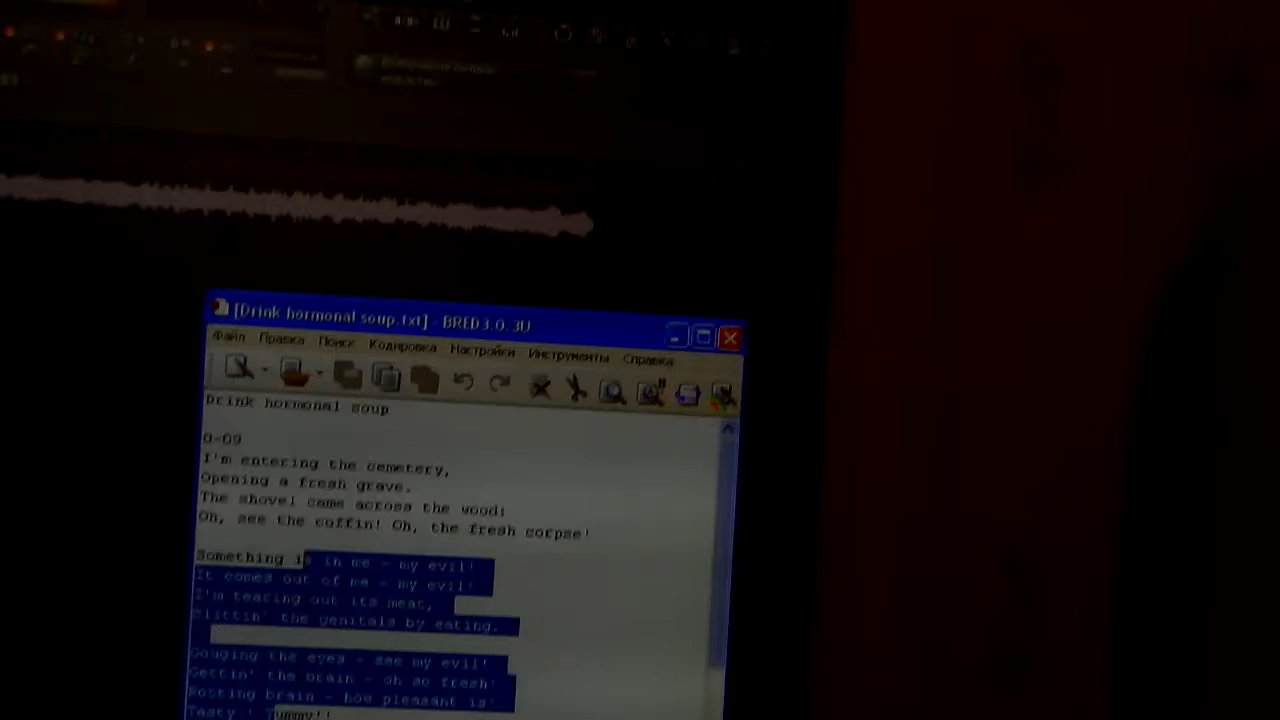 [Drink hormonal soup.txt] - BRED3.0.3U
Файл Правка Поиск Кодировка Настройки Инструменты Справка
Drink hormonal soup
0-09
I'm entering the cemetery,
Opening a fresh grave.
The shovel came across the wood;
Oh, see the coffin! Oh, the fresh corpse!
Something is in me - my evil!
It comes out of me - my evil!
I'm tearing out its meat,
Slittin' the genitals by eating.
Gouging the eyes - see my evil!
Gettin' the brain - oh so fresh!
Rotting brain - how pleasant is!
Tasty!